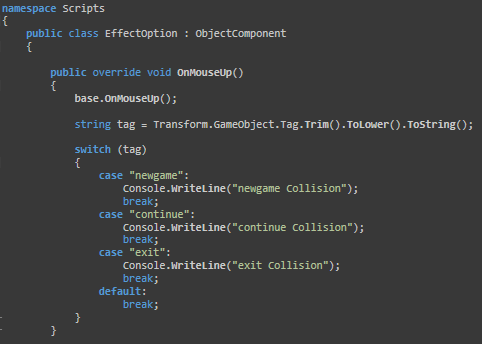 namespace Scripts
{
    public class EffectOption : ObjectComponent
    {
        public override void OnMouseUp()
        {
            base.OnMouseUp();
            string tag = Transform.GameObject.Tag.Trim().ToLower().ToString();
            switch (tag)
            {
                case "newgame":
                    Console.WriteLine("newgame Collision");
                    break;
                case "continue":
                    Console.WriteLine("continue Collision");
                    break;
                case "exit":
                    Console.WriteLine("exit Collision");
                    break;
                default:
                    break;
            }
        }